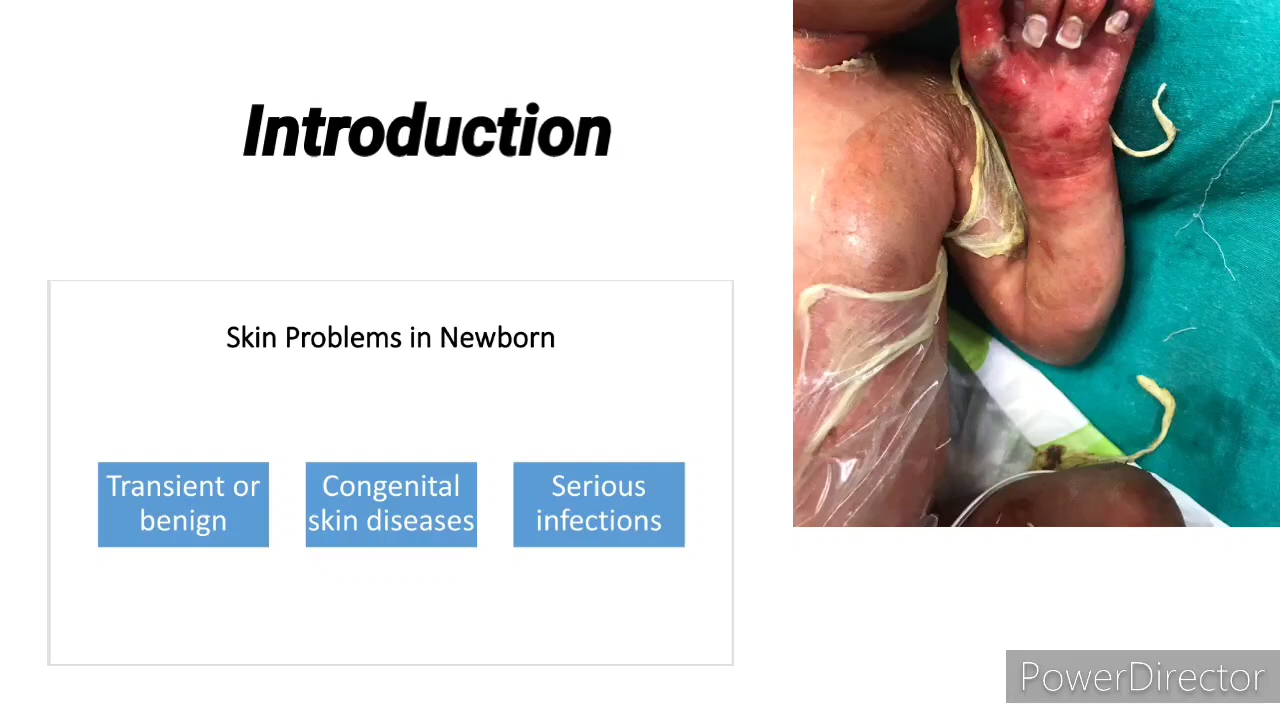 Introduction
Skin Problems in Newborn
Transient or
benign
Congenital
skin diseases
Serious
infections
PowerDirector